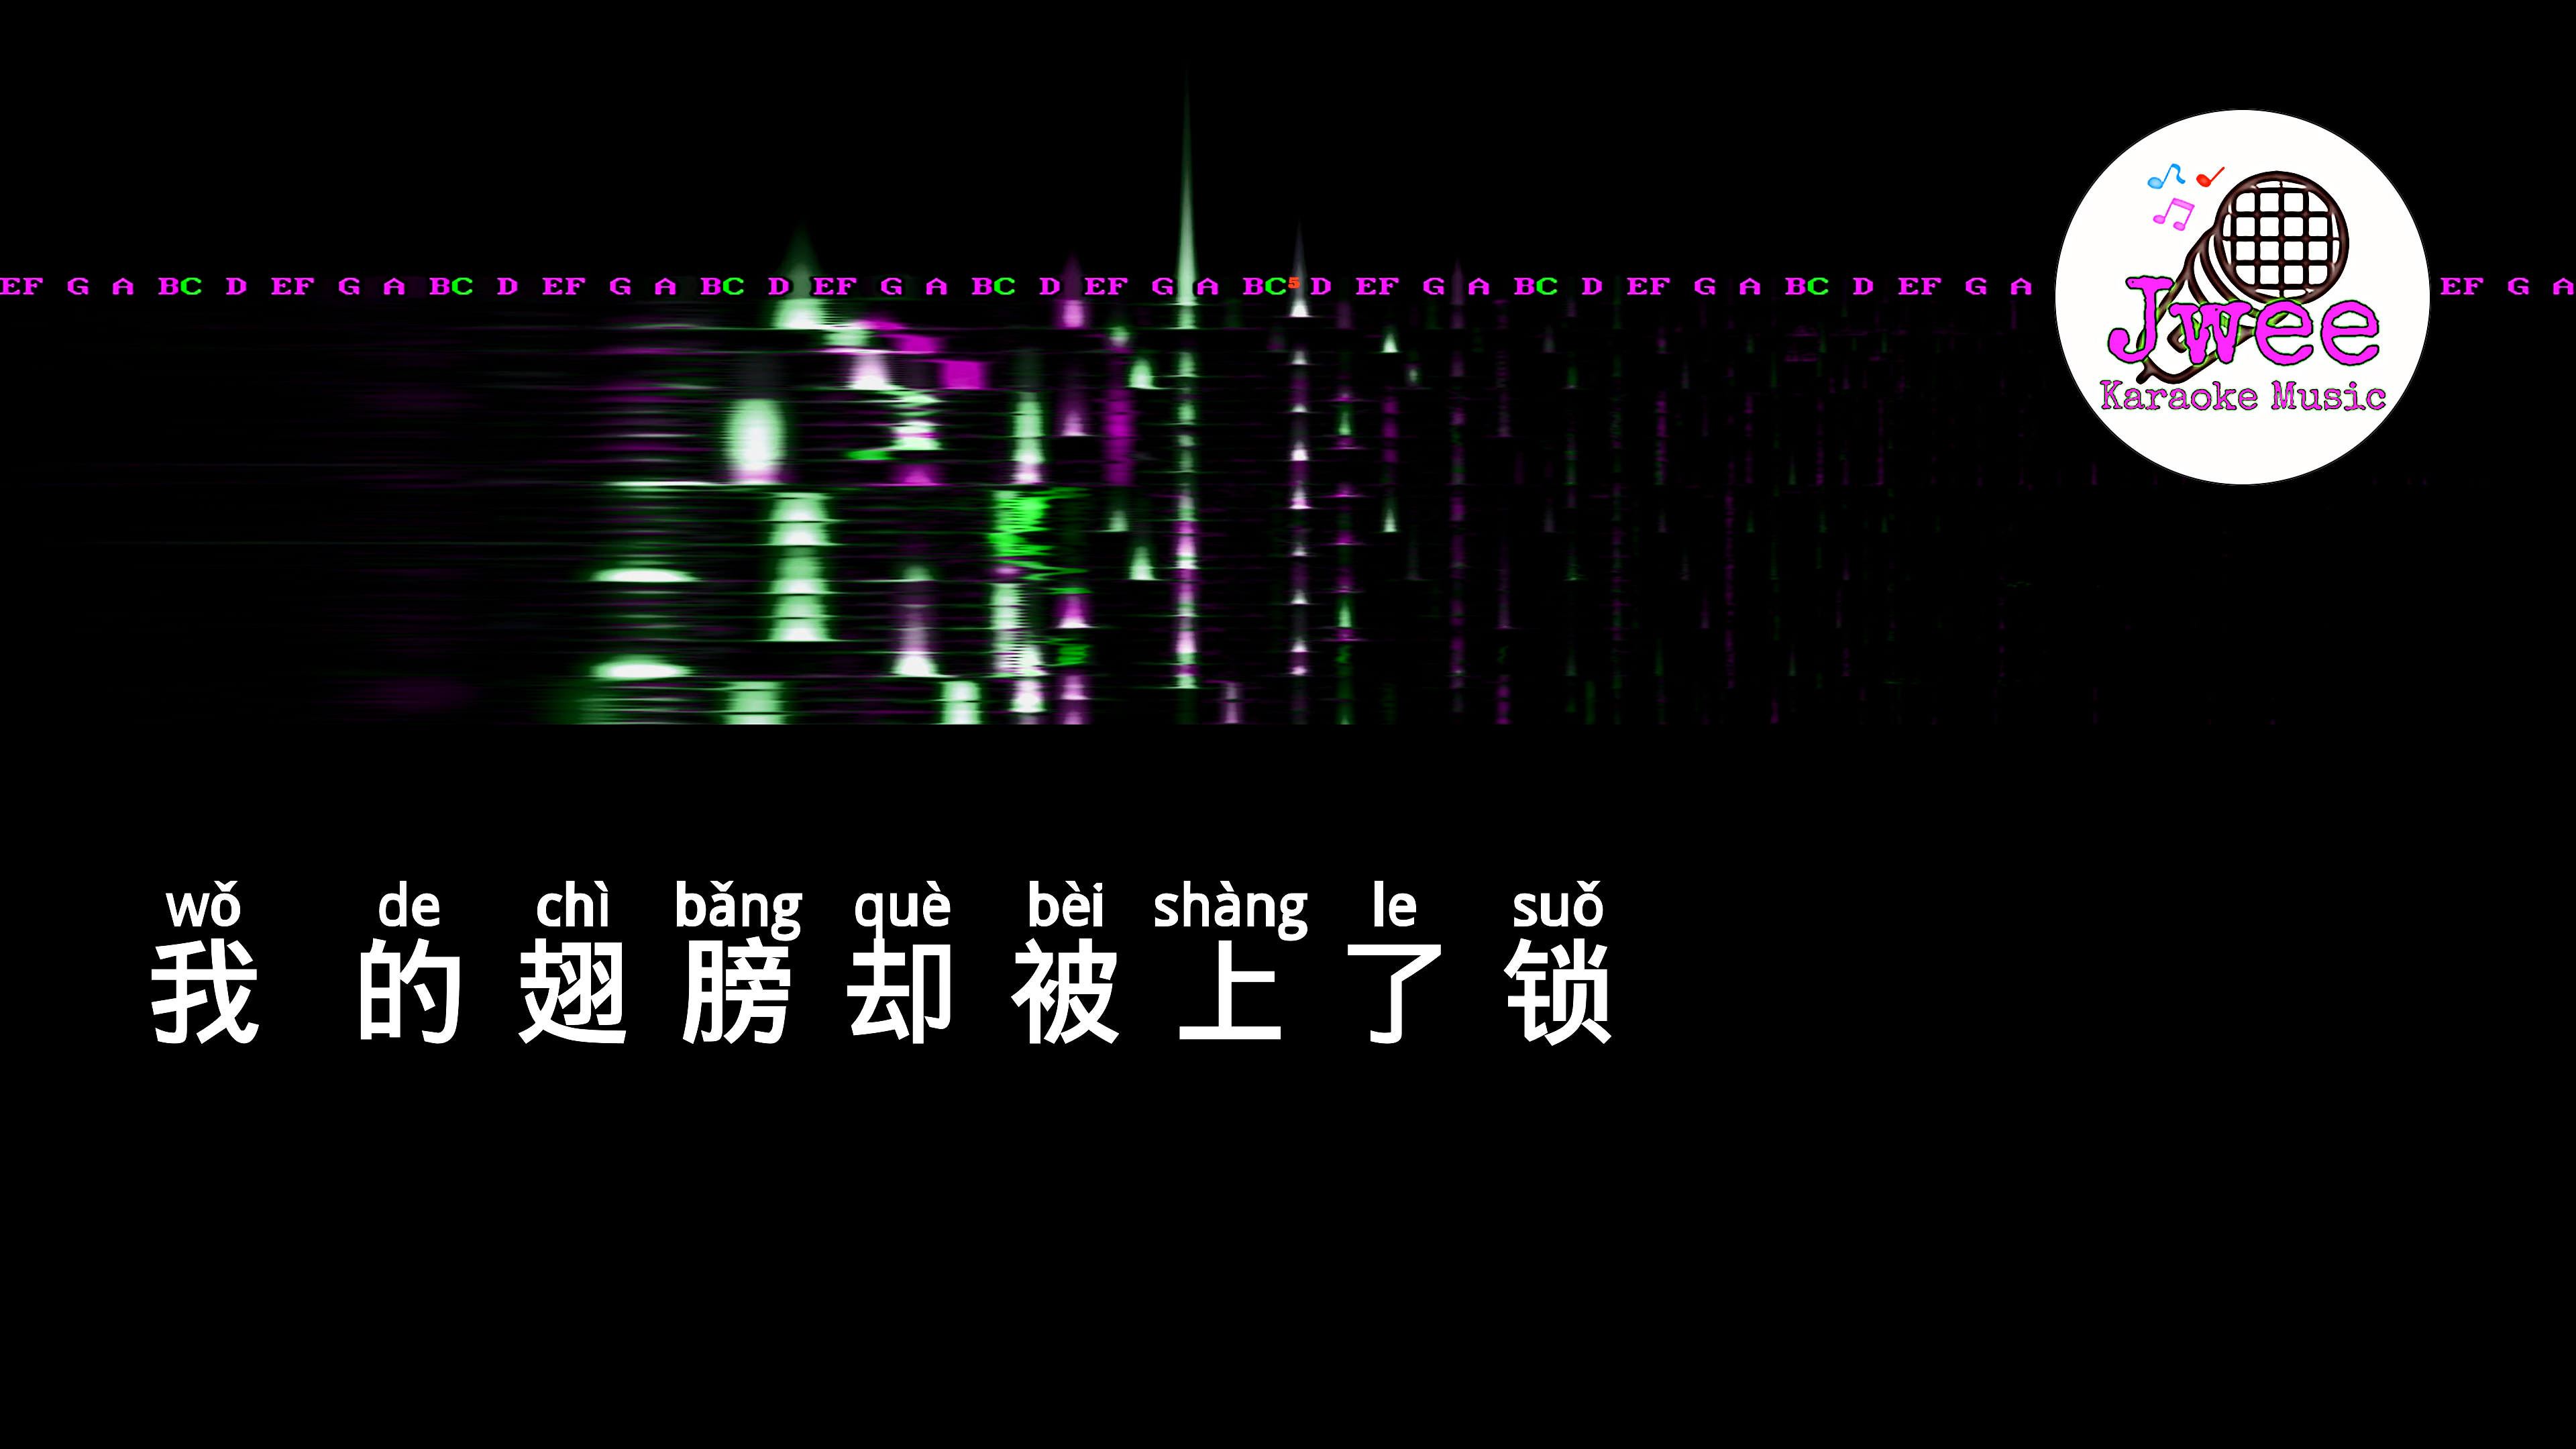 EF G A BC D EF G A BC D EF G A BC D EF G A BC D EF G A BC5 D EF G A BC D EF G A BC D EF G A EF G A
Jwee
Karaoke Music
wǒ de chì bǎng què bèi shàng le suǒ
我 的 翅 膀 却 被 上 了 锁